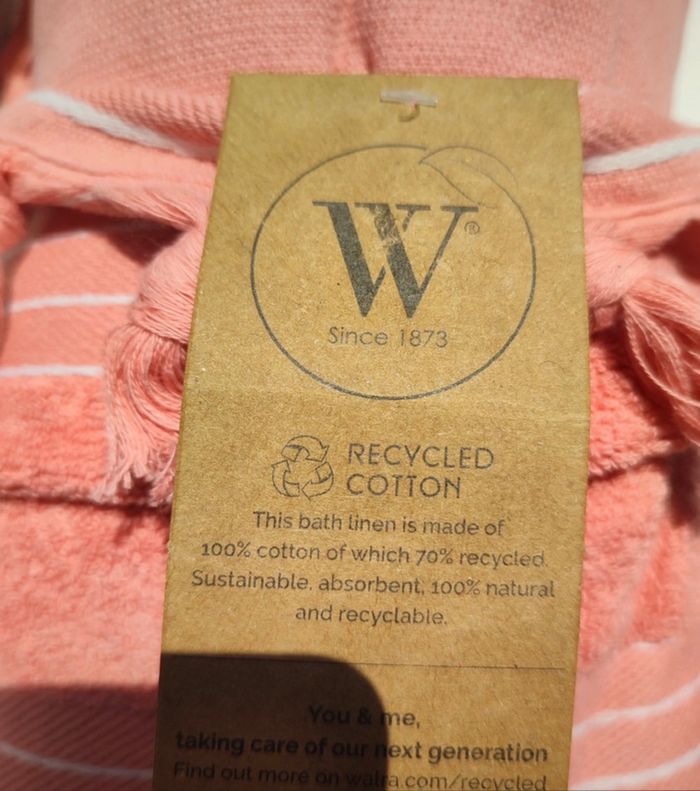 W®
Since 1873
RECYCLED
COTTON
This bath linen is made of
100% cotton of which 70% recycled.
Sustainable, absorbent, 100% natural
and recyclable.
You & me,
taking care of our next generation
Find out more on walra.com/recycled